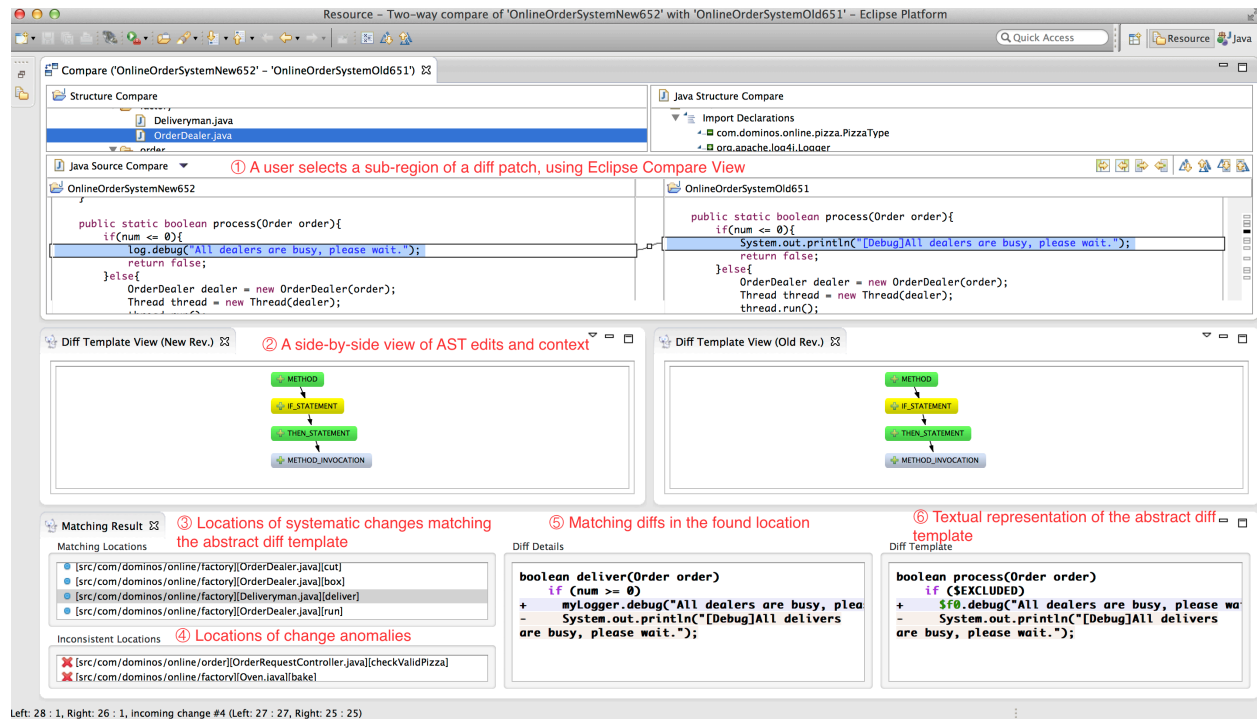 Resource – Two-way compare of 'OnlineOrderSystemNew652' with 'OnlineOrderSystemOld651' – Eclipse Platform
Quick Access
Resource
Java
Compare ('OnlineOrderSystemNew652' – 'OnlineOrderSystemOld651')
Structure Compare
factory
Deliveryman.java
OrderDealer.java
order
Java Structure Compare
Import Declarations
com.dominos.online.pizza.PizzaType
org.apache.log4j.Logger
Java Source Compare
① A user selects a sub-region of a diff patch, using Eclipse Compare View
OnlineOrderSystemNew652
}
public static boolean process(Order order){
if(num <= 0){
log.debug("All dealers are busy, please wait.");
return false;
}else{
OrderDealer dealer = new OrderDealer(order);
Thread thread = new Thread(dealer);
thread.run();
OnlineOrderSystemOld651
public static boolean process(Order order){
if(num <= 0){
System.out.println("[Debug]All dealers are busy, please wait.");
return false;
}else{
OrderDealer dealer = new OrderDealer(order);
Thread thread = new Thread(dealer);
thread.run();
Diff Template View (New Rev.)
② A side-by-side view of AST edits and context
METHOD
IF_STATEMENT
THEN_STATEMENT
METHOD_INVOCATION
Diff Template View (Old Rev.)
METHOD
IF_STATEMENT
THEN_STATEMENT
METHOD_INVOCATION
Matching Result
③ Locations of systematic changes matching
the abstract diff template
Matching Locations
[src/com/dominos/online/factory][OrderDealer.java][cut]
[src/com/dominos/online/factory][OrderDealer.java][box]
[src/com/dominos/online/factory][Deliveryman.java][deliver]
[src/com/dominos/online/factory][OrderDealer.java][run]
Inconsistent Locations
④ Locations of change anomalies
[src/com/dominos/online/order][OrderRequestController.java][checkValidPizza]
[src/com/dominos/online/factory][Oven.java][bake]
⑤ Matching diffs in the found location
Diff Details
boolean deliver(Order order)
if (num >= 0)
+ myLogger.debug("All dealers are busy, plea
- System.out.println("[Debug]All delivers
are busy, please wait.");
⑥ Textual representation of the abstract diff
template
Diff Template
boolean process(Order order)
if ($EXCLUDED)
+ $f0.debug("All dealers are busy, please wa
- System.out.println("[Debug]All delivers
are busy, please wait.");
Left: 28 : 1, Right: 26 : 1, incoming change #4 (Left: 27 : 27, Right: 25 : 25)